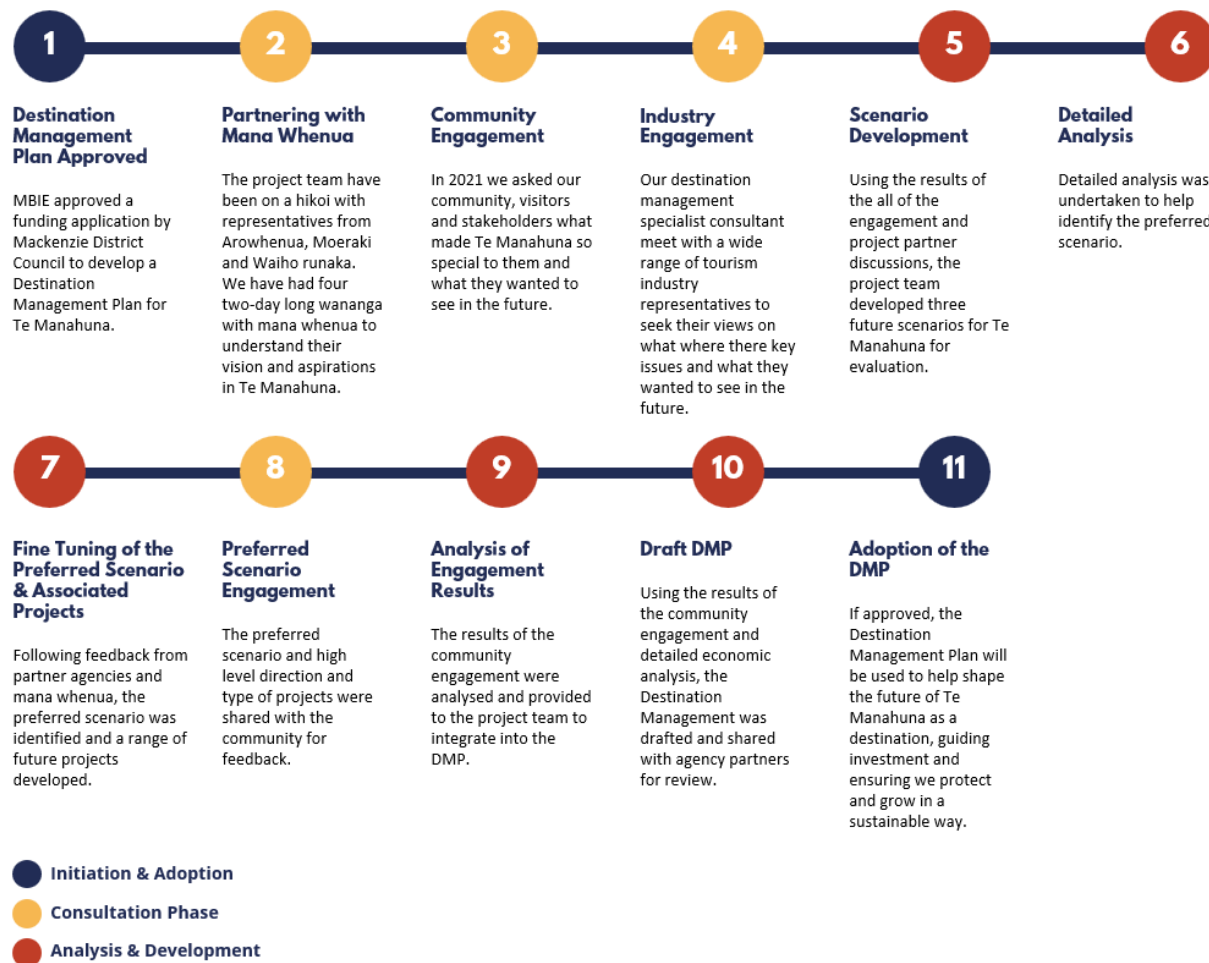 1
2
3
4
5
6
Destination
Management
Plan Approved
MBIE approved a
funding application by
Mackenzie District
Council to develop a
Destination
Management Plan for
Te Manahuna.
Partnering with
Mana Whenua
The project team have
been on a hikoi with
representatives from
Arowhenua, Moeraki
and Waiho runaka.
We have had four
two-day long wananga
with mana whenua to
understand their
vision and aspirations
in Te Manahuna.
Community
Engagement
In 2021 we asked our
community, visitors
and stakeholders what
made Te Manahuna so
special to them and
what they wanted to
see in the future.
Industry
Engagement
Our destination
management
specialist consultant
meet with a wide
range of tourism
industry
representatives to
seek their views on
what where there key
issues and what they
wanted to see in the
future.
Scenario
Development
Using the results of
the all of the
engagement and
project partner
discussions, the
project team
developed three
future scenarios for Te
Manahuna for
evaluation.
Detailed
Analysis
Detailed analysis was
undertaken to help
identify the preferred
scenario.
7
8
9
10
11
Fine Tuning of the
Preferred Scenario
& Associated
Projects
Following feedback from
partner agencies and
mana whenua, the
preferred scenario was
identified and a range of
future projects
developed.
Preferred
Scenario
Engagement
The preferred
scenario and high
level direction and
type of projects were
shared with the
community for
feedback.
Analysis of
Engagement
Results
The results of the
community
engagement were
analysed and provided
to the project team to
integrate into the
DMP.
Draft DMP
Using the results of
the community
engagement and
detailed economic
analysis, the
Destination
Management was
drafted and shared
with agency partners
for review.
Adoption of the
DMP
If approved, the
Destination
Management Plan will
be used to help shape
the future of Te
Manahuna as a
destination, guiding
investment and
ensuring we protect
and grow in a
sustainable way.
Initiation & Adoption
Consultation Phase
Analysis & Development